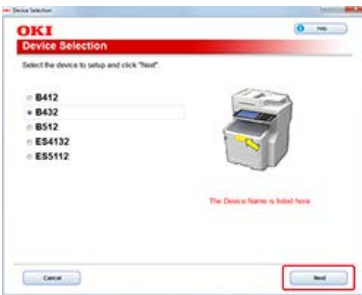 Device Selection
OKI
Help
Device Selection
Select the device to setup and click "Next".
B412
B432
B512
ES4132
ES5112
The Device Name is listed here
Cancel
Next